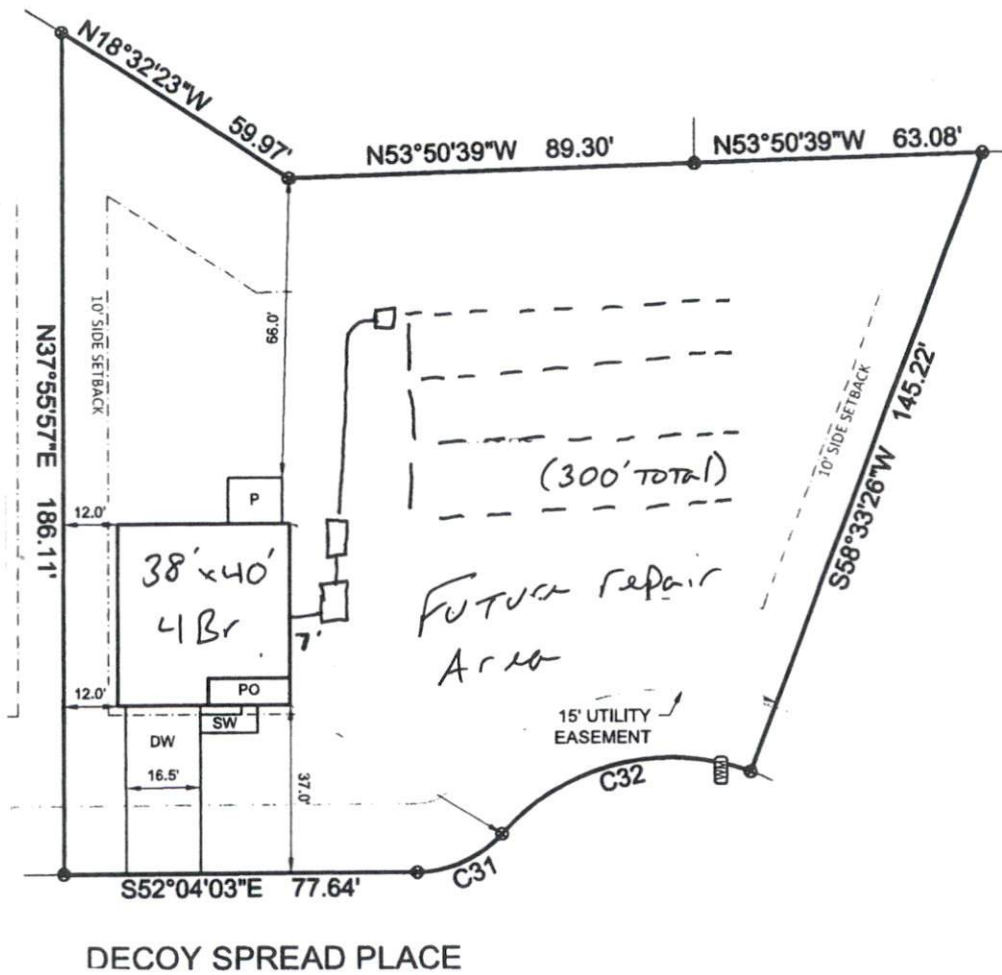 N18°32'23"W 59.97'
N53°50'39"W 89.30'
N53°50'39"W 63.08'
10' SIDE SETBACK
66.0'
N37°55'57"E 186.11'
10' SIDE SETBACK
S58°33'26"W 145.22'
(300' Total)
P
12.0'
38' x 40'
4 Br
7'
Future repair
Area
PO
12.0'
SW
DW
15' UTILITY
EASEMENT
16.5'
37.0'
C32
C31
S52°04'03"E 77.64'
DECOY SPREAD PLACE